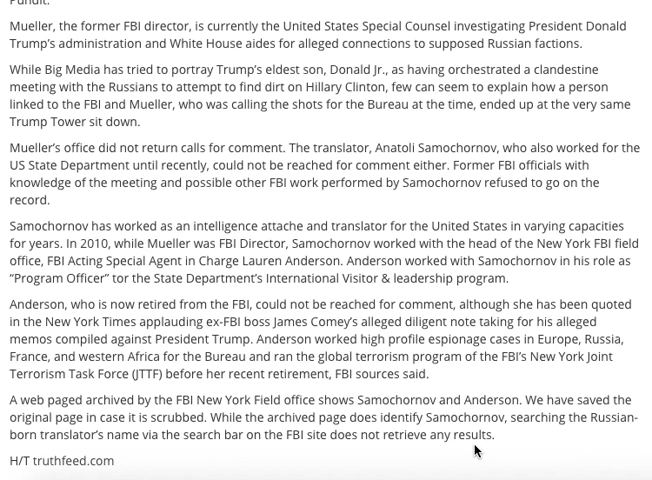 Pundit.
Mueller, the former FBI director, is currently the United States Special Counsel investigating President Donald
Trump’s administration and White House aides for alleged connections to supposed Russian factions.
While Big Media has tried to portray Trump’s eldest son, Donald Jr., as having orchestrated a clandestine
meeting with the Russians to attempt to find dirt on Hillary Clinton, few can seem to explain how a person
linked to the FBI and Mueller, who was calling the shots for the Bureau at the time, ended up at the very same
Trump Tower sit down.
Mueller’s office did not return calls for comment. The translator, Anatoli Samochornov, who also worked for the
US State Department until recently, could not be reached for comment either. Former FBI officials with
knowledge of the meeting and possible other FBI work performed by Samochornov refused to go on the
record.
Samochornov has worked as an intelligence attache and translator for the United States in varying capacities
for years. In 2010, while Mueller was FBI Director, Samochornov worked with the head of the New York FBI field
office, FBI Acting Special Agent in Charge Lauren Anderson. Anderson worked with Samochornov in his role as
“Program Officer” tor the State Department’s International Visitor & leadership program.
Anderson, who is now retired from the FBI, could not be reached for comment, although she has been quoted
in the New York Times applauding ex-FBI boss James Comey’s alleged diligent note taking for his alleged
memos compiled against President Trump. Anderson worked high profile espionage cases in Europe, Russia,
France, and western Africa for the Bureau and ran the global terrorism program of the FBI’s New York Joint
Terrorism Task Force (JTTF) before her recent retirement, FBI sources said.
A web paged archived by the FBI New York Field office shows Samochornov and Anderson. We have saved the
original page in case it is scrubbed. While the archived page does identify Samochornov, searching the Russian-
born translator’s name via the search bar on the FBI site does not retrieve any results.
H/T truthfeed.com